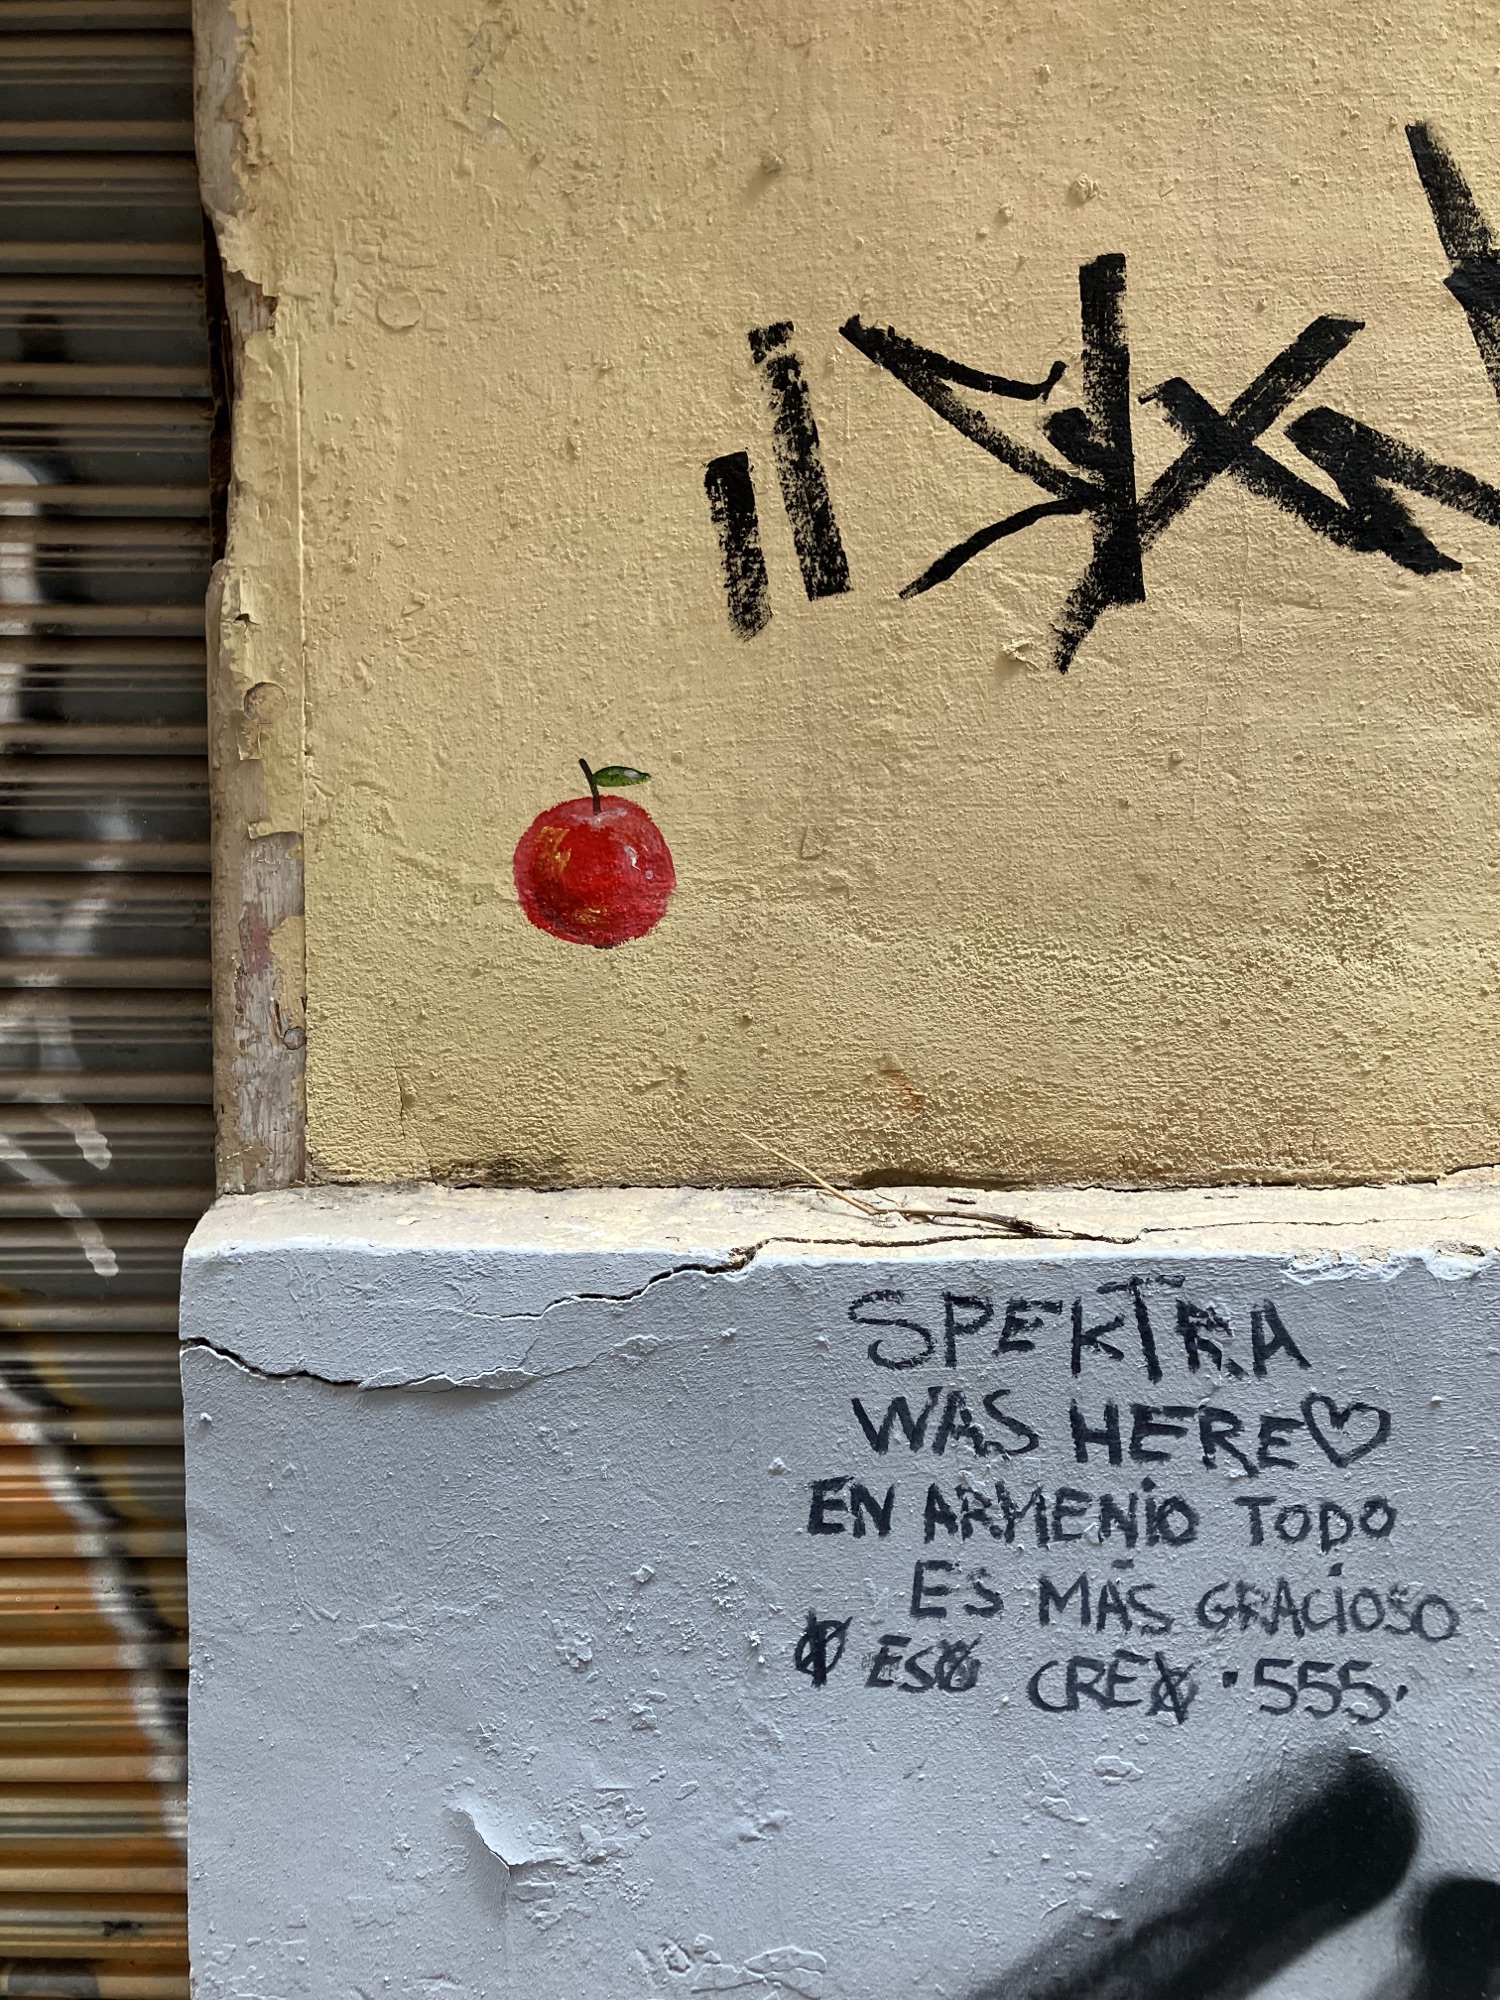 SPEKTRA
WAS HERE♡
EN ARMENIO TODO
ES MÁS GRACIOSO
ESO CREO "555"